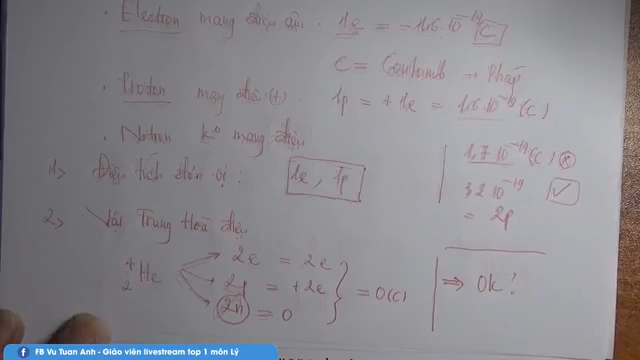 . Electron mang điện âm : 1e = -1,6.10⁻¹⁹ (C)
C = Coulomb → Pháp
. Proton mang điện (+) 1p = +1e = 1,6.10⁻¹⁹ (C)
. Notron k° mang điện
1> Điện tích đơn vị : 1e , 1p
1,7.10⁻¹⁹ (C)
3,2.10⁻¹⁹ ✓
= 2p
2> Vật Trung Hoà điện
⁴₂He
2e = 2e
2p = +2e
2n = 0
= 0(C)
⇒ Ok!
FB Vu Tuan Anh - Giáo viên livestream top 1 môn Lý